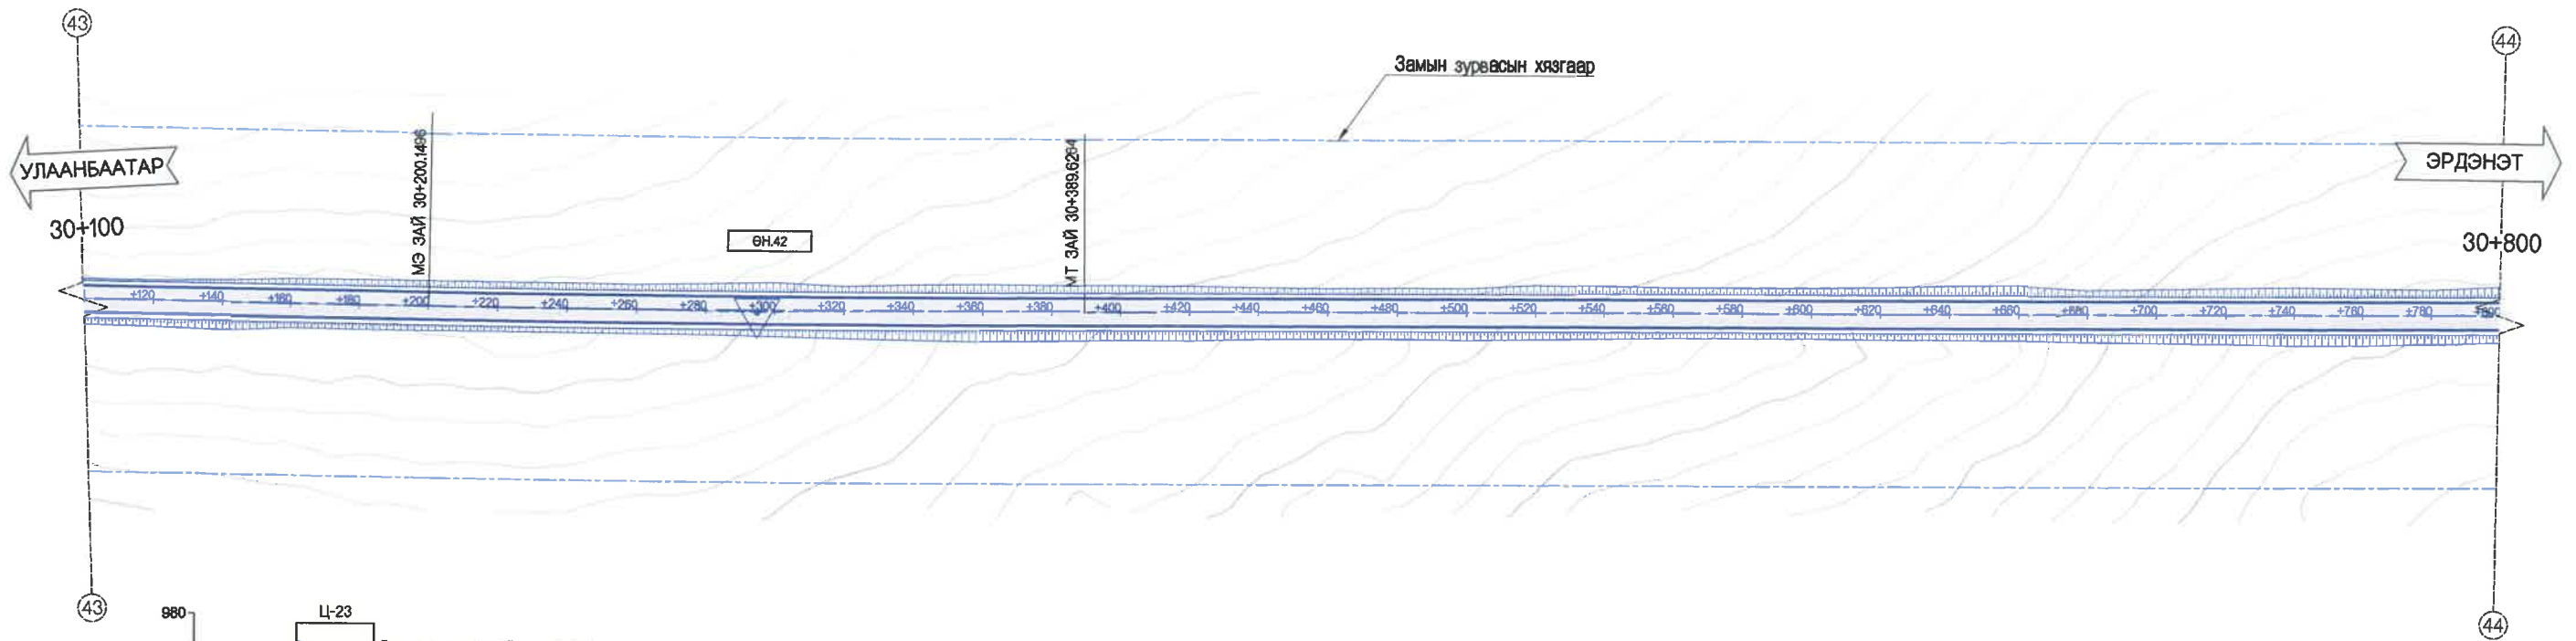 43
44
Замын зурвасын хязгаар
УЛААНБААТАР
ЭРДЭНЭТ
МЭ ЗАЙ 30+200.1496
МТ ЗАЙ 30+389.6264
30+100
30+800
ӨН.42
+120 +140 +160 +180 +200 +220 +240 +260 +280 +300 +320 +340 +360 +380 +400 +420 +440 +460 +480 +500 +520 +540 +560 +580 +600 +620 +640 +660 +680 +700 +720 +740 +760 +780 +800
43
44
980
Ц-23